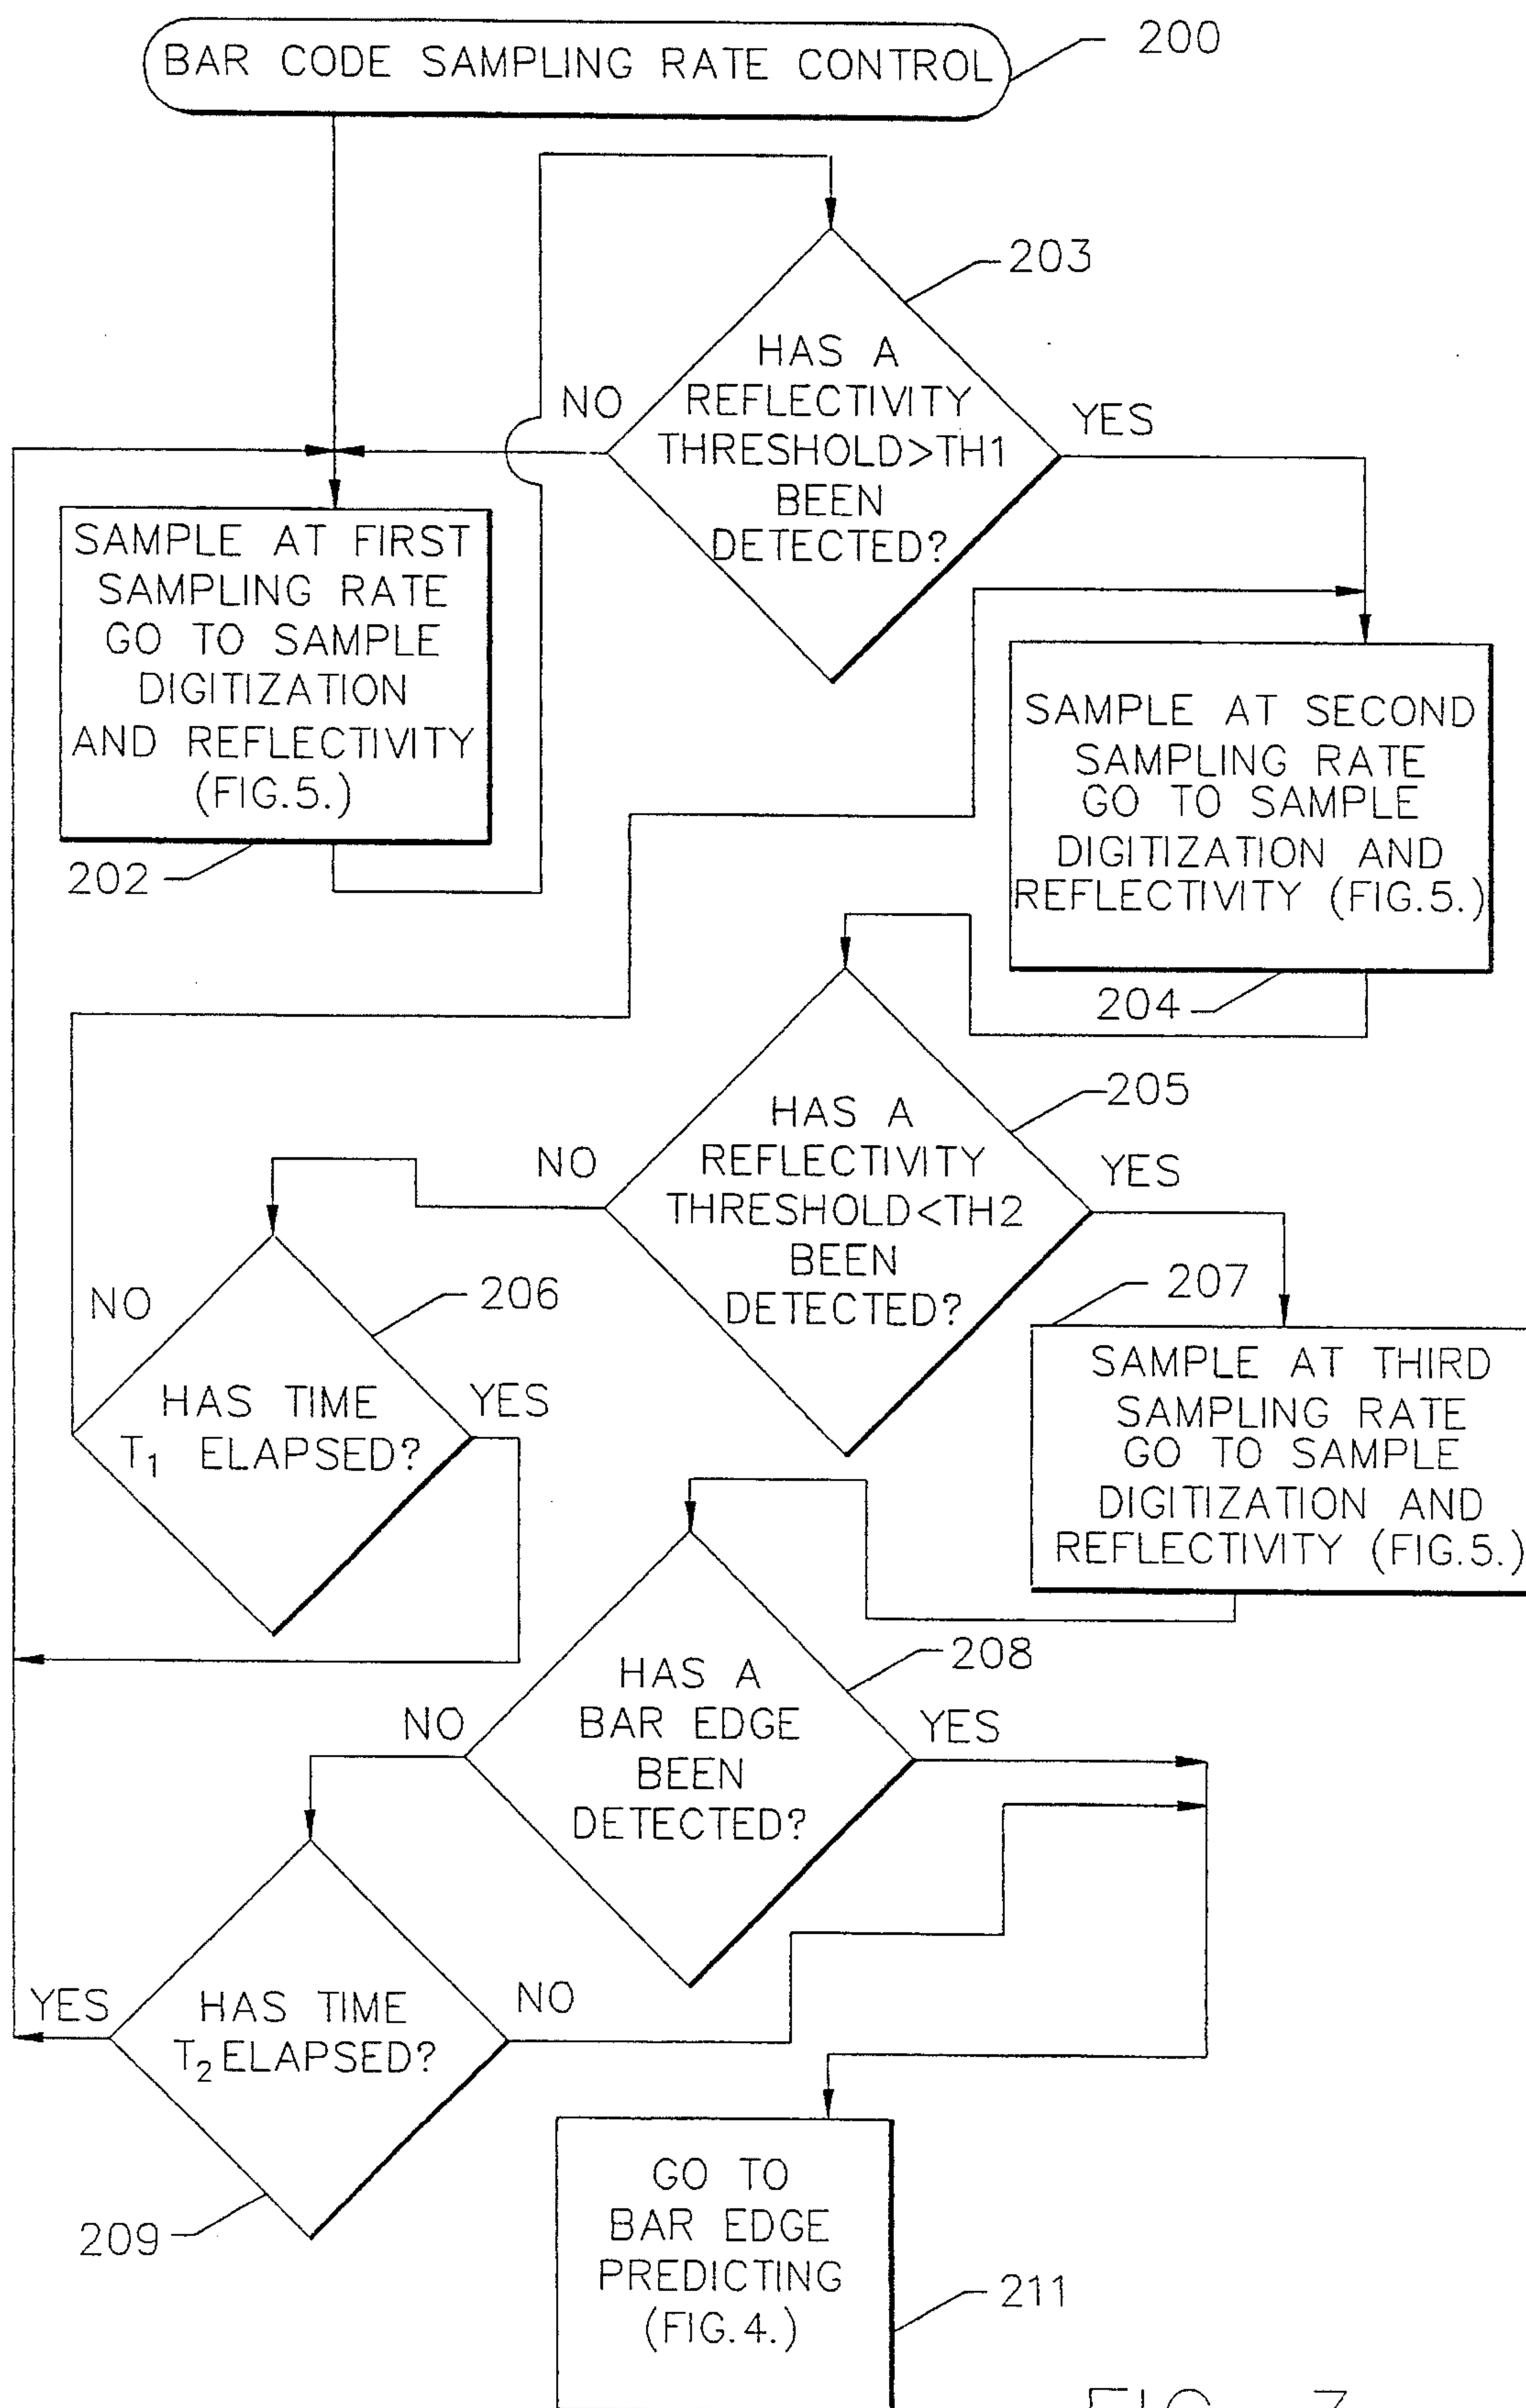 BAR CODE SAMPLING RATE CONTROL
200
203
HAS A
REFLECTIVITY
THRESHOLD>TH1
BEEN
DETECTED?
NO
YES
SAMPLE AT FIRST
SAMPLING RATE
GO TO SAMPLE
DIGITIZATION
AND REFLECTIVITY
(FIG.5.)
202
SAMPLE AT SECOND
SAMPLING RATE
GO TO SAMPLE
DIGITIZATION AND
REFLECTIVITY (FIG.5.)
204
205
HAS A
REFLECTIVITY
THRESHOLD<TH2
BEEN
DETECTED?
NO
YES
206
NO
HAS TIME
T1 ELAPSED?
YES
207
SAMPLE AT THIRD
SAMPLING RATE
GO TO SAMPLE
DIGITIZATION AND
REFLECTIVITY (FIG.5.)
208
HAS A
BAR EDGE
BEEN
DETECTED?
NO
YES
YES
HAS TIME
T2 ELAPSED?
NO
209
GO TO
BAR EDGE
PREDICTING
(FIG.4.)
211